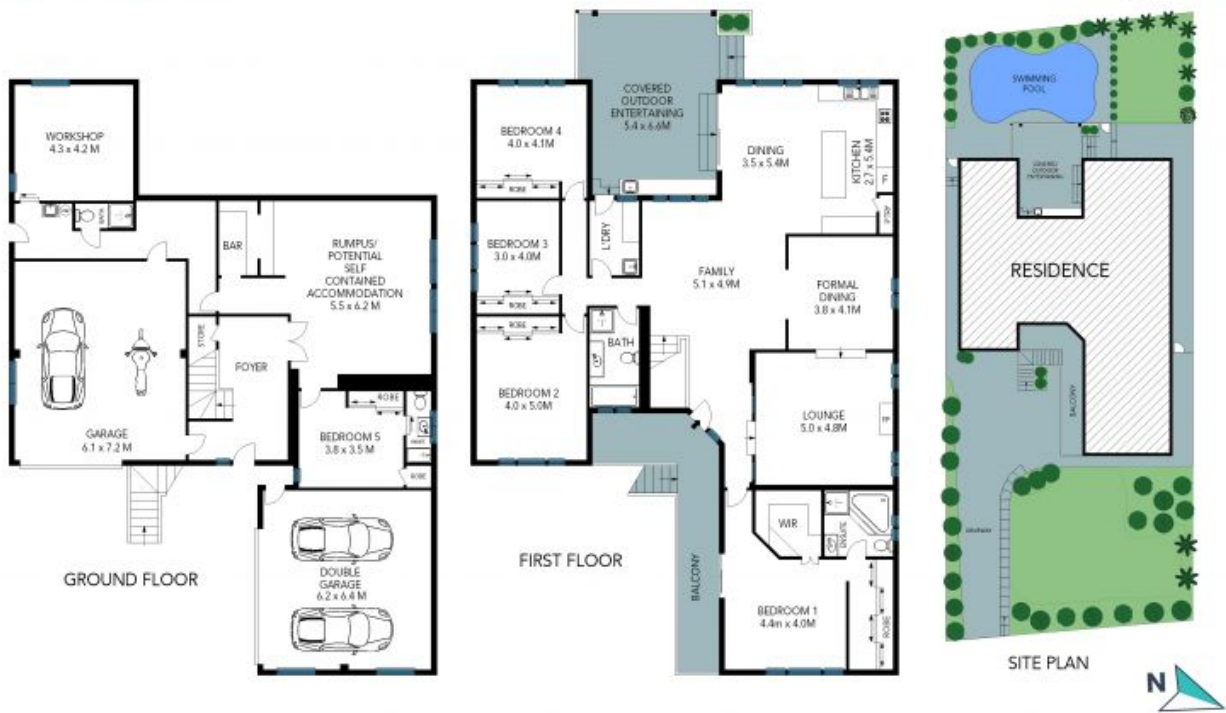 WORKSHOP
4.3 x 4.2 M
BATH
BAR
RUMPUS/
POTENTIAL
SELF
CONTAINED
ACCOMMODATION
5.5 x 6.2 M
STORE
FOYER
GARAGE
6.1 x 7.2 M
ROBE
BEDROOM 5
3.8 x 3.5 M
ROBE
DOUBLE
GARAGE
6.2 x 6.4 M
GROUND FLOOR
COVERED
OUTDOOR
ENTERTAINING
5.4 x 6.6M
BEDROOM 4
4.0 x 4.1M
ROBE
DINING
3.5 x 5.4M
KITCHEN
2.7 x 5.4M
F
P'TRY
L'DRY
BEDROOM 3
3.0 x 4.0M
ROBE
FAMILY
5.1 x 4.9M
FORMAL
DINING
3.8 x 4.1M
ROBE
BATH
BEDROOM 2
4.0 x 5.0M
LOUNGE
5.0 x 4.8M
FP
WIR
ENSUITE
BALCONY
BEDROOM 1
4.4m x 4.0M
ROBE
FIRST FLOOR
SWIMMING
POOL
COVERED
OUTDOOR
ENTERTAINING
RESIDENCE
BALCONY
DRIVEWAY
SITE PLAN
N